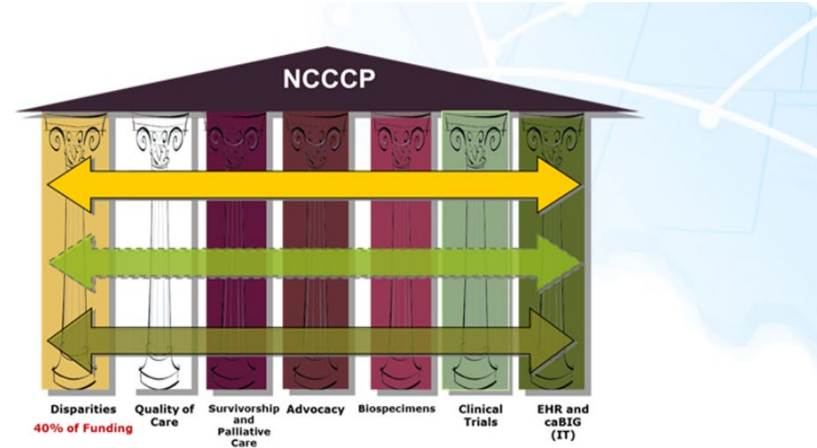 NCCCP
Disparities
40% of Funding
Quality of
Care
Survivorship
and
Palliative
Care
Advocacy
Biospecimens
Clinical
Trials
EHR and
caBIG
(IT)